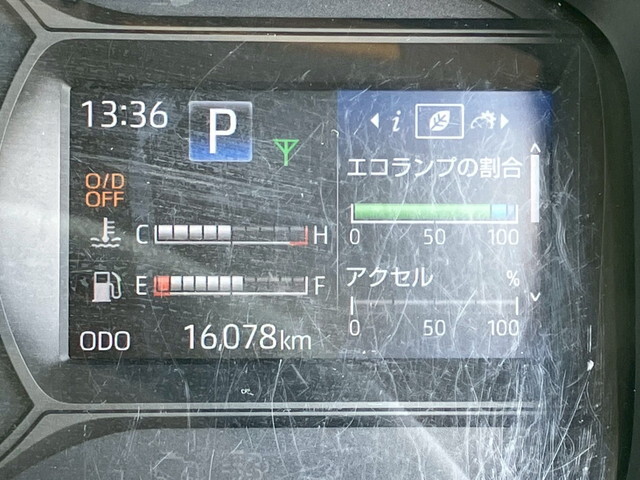 13:36
P
i
O/D
OFF
エコランプの割合
0 50 100
C H
アクセル %
E F
0 50 100
ODO 16,078km